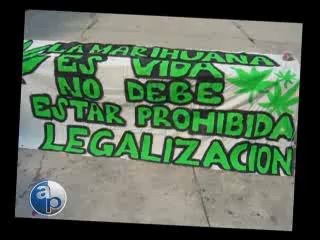 LA MARIHUANA
ES VIDA
NO DEBE
ESTAR PROHIBIDA
LEGALIZACION
ap